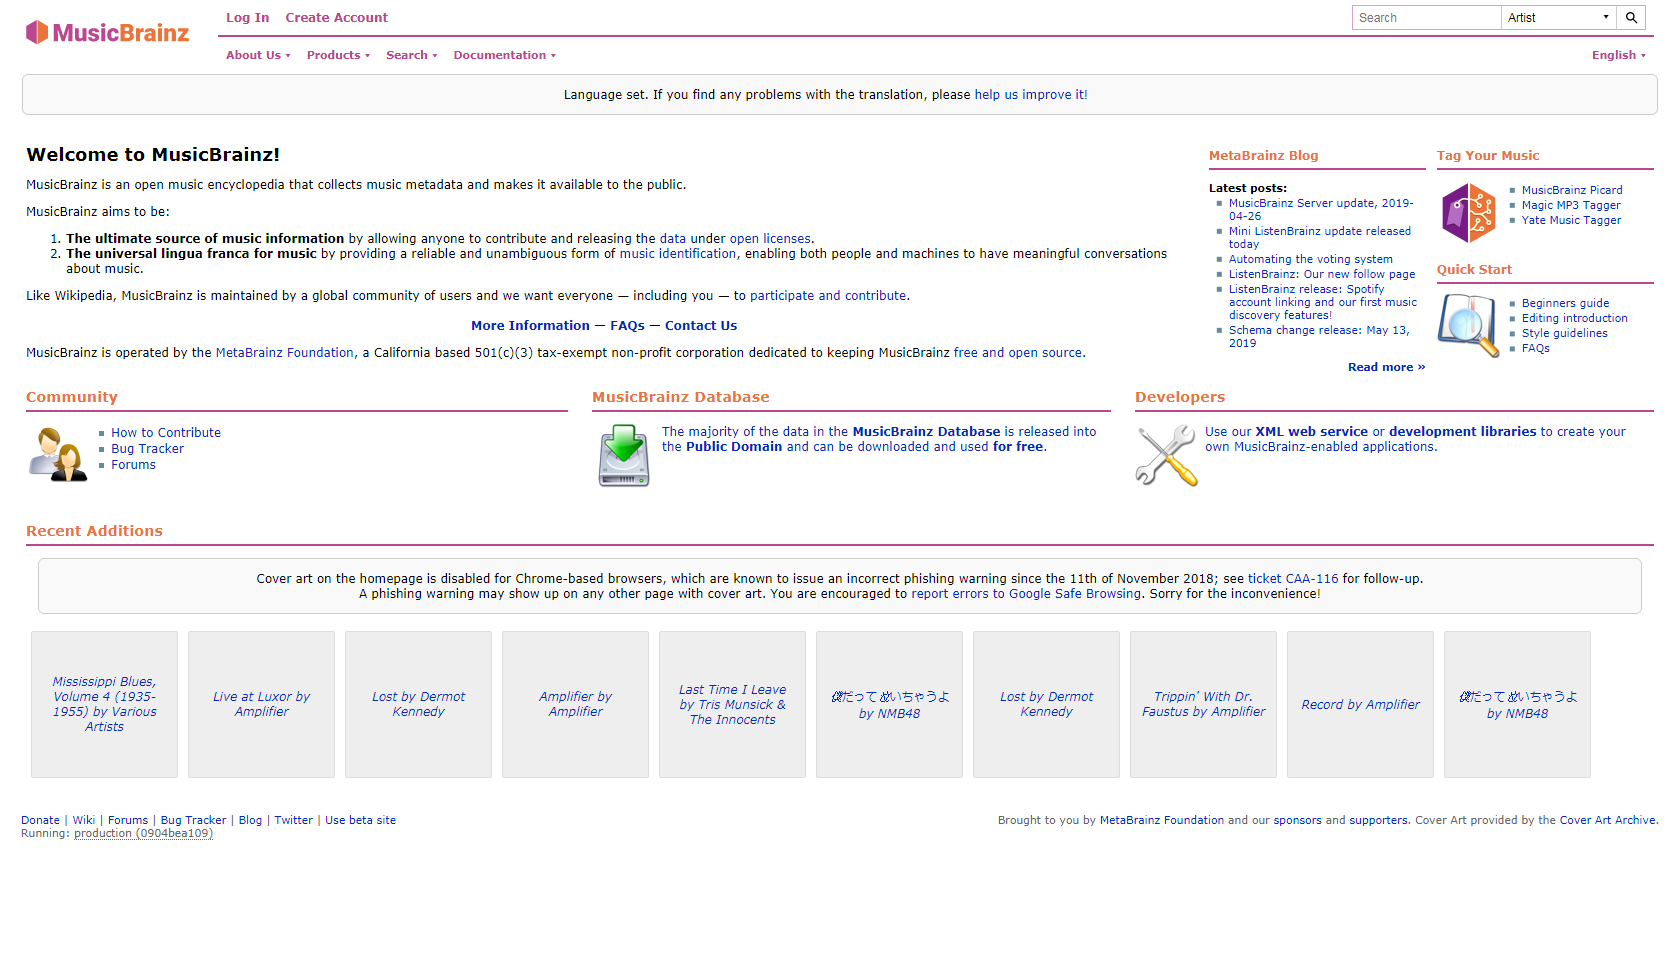 MusicBrainz
Log In Create Account
Search Artist
About Us Products Search Documentation
English
Language set. If you find any problems with the translation, please help us improve it!
Welcome to MusicBrainz!
MusicBrainz is an open music encyclopedia that collects music metadata and makes it available to the public.
MusicBrainz aims to be:
1. The ultimate source of music information by allowing anyone to contribute and releasing the data under open licenses.
2. The universal lingua franca for music by providing a reliable and unambiguous form of music identification, enabling both people and machines to have meaningful conversations
about music.
Like Wikipedia, MusicBrainz is maintained by a global community of users and we want everyone — including you — to participate and contribute.
More Information — FAQs — Contact Us
MusicBrainz is operated by the MetaBrainz Foundation, a California based 501(c)(3) tax-exempt non-profit corporation dedicated to keeping MusicBrainz free and open source.
MetaBrainz Blog
Latest posts:
MusicBrainz Server update, 2019-
04-26
Mini ListenBrainz update released
today
Automating the voting system
ListenBrainz: Our new follow page
ListenBrainz release: Spotify
account linking and our first music
discovery features!
Schema change release: May 13,
2019
Read more »
Tag Your Music
MusicBrainz Picard
Magic MP3 Tagger
Yate Music Tagger
Quick Start
Beginners guide
Editing introduction
Style guidelines
FAQs
Community
How to Contribute
Bug Tracker
Forums
MusicBrainz Database
The majority of the data in the MusicBrainz Database is released into
the Public Domain and can be downloaded and used for free.
Developers
Use our XML web service or development libraries to create your
own MusicBrainz-enabled applications.
Recent Additions
Cover art on the homepage is disabled for Chrome-based browsers, which are known to issue an incorrect phishing warning since the 11th of November 2018; see ticket CAA-116 for follow-up.
A phishing warning may show up on any other page with cover art. You are encouraged to report errors to Google Safe Browsing. Sorry for the inconvenience!
Mississippi Blues,
Volume 4 (1935-
1955) by Various
Artists
Live at Luxor by
Amplifier
Lost by Dermot
Kennedy
Amplifier by
Amplifier
Last Time I Leave
by Tris Munsick &
The Innocents
僕だって泣いちゃうよ
by NMB48
Lost by Dermot
Kennedy
Trippin' With Dr.
Faustus by Amplifier
Record by Amplifier
僕だって泣いちゃうよ
by NMB48
Donate | Wiki | Forums | Bug Tracker | Blog | Twitter | Use beta site
Running: production (0904bea109)
Brought to you by MetaBrainz Foundation and our sponsors and supporters. Cover Art provided by the Cover Art Archive.